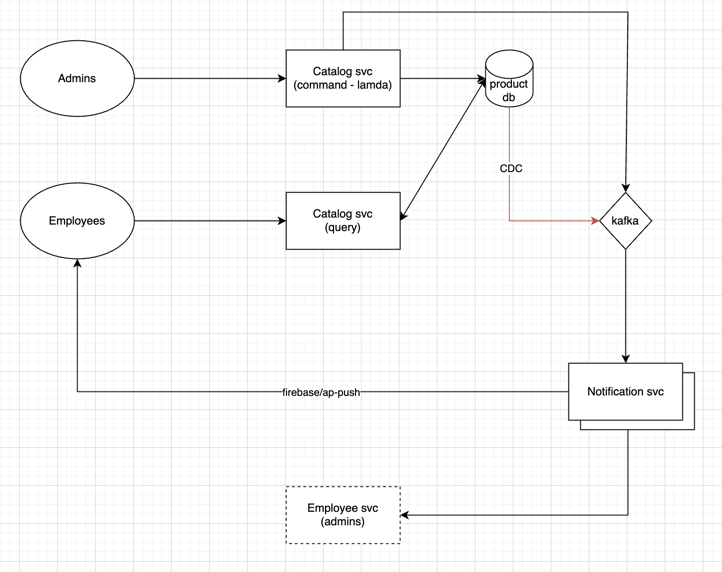 Admins
Catalog svc
(command - lamda)
product
db
CDC
Employees
Catalog svc
(query)
kafka
firebase/ap-push
Notification svc
Employee svc
(admins)